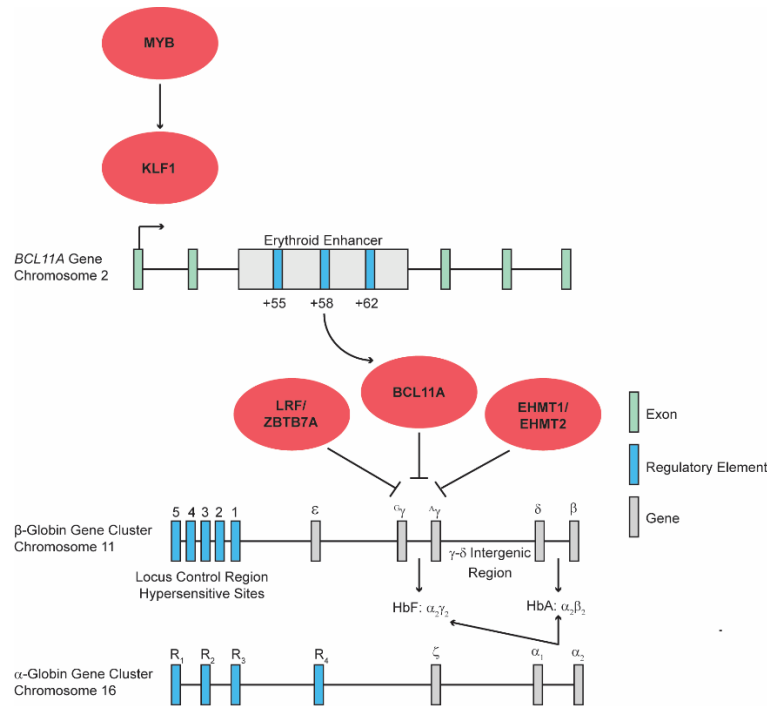 MYB
KLF1
Erythroid Enhancer
BCL11A Gene
Chromosome 2
+55 +58 +62
BCL11A
LRF/
ZBTB7A
EHMT1/
EHMT2
Exon
Regulatory Element
Gene
5 4 3 2 1 ε ᴳγ ᴬγ δ β
β-Globin Gene Cluster
Chromosome 11
γ-δ Intergenic
Region
Locus Control Region
Hypersensitive Sites
HbF: α₂γ₂ HbA: α₂β₂
R₁ R₂ R₃ R₄ ζ α₁ α₂
α-Globin Gene Cluster
Chromosome 16